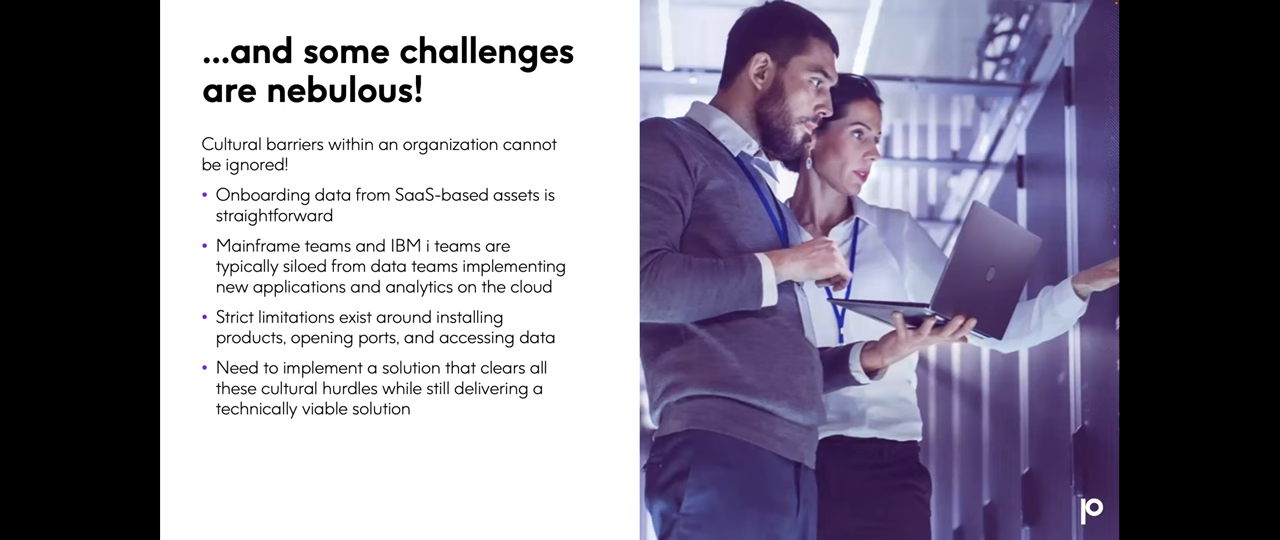 ...and some challenges
are nebulous!
Cultural barriers within an organization cannot
be ignored!
• Onboarding data from SaaS-based assets is
straightforward
• Mainframe teams and IBM i teams are
typically siloed from data teams implementing
new applications and analytics on the cloud
• Strict limitations exist around installing
products, opening ports, and accessing data
• Need to implement a solution that clears all
these cultural hurdles while still delivering a
technically viable solution